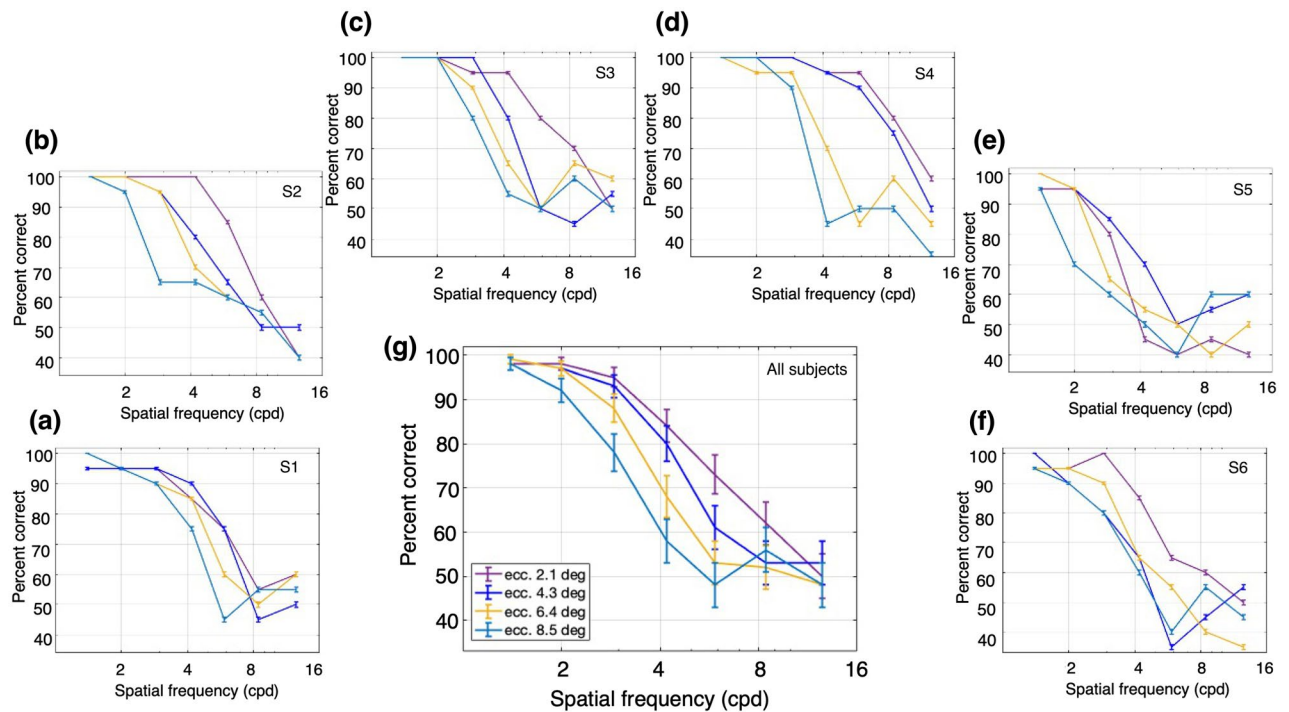 (a)
S1
100
90
80
70
60
50
40
2
4
8
16
Percent correct
Spatial frequency (cpd)
(b)
S2
100
90
80
70
60
50
40
2
4
8
16
Percent correct
Spatial frequency (cpd)
(c)
S3
100
90
80
70
60
50
40
2
4
8
16
Percent correct
Spatial frequency (cpd)
(d)
S4
100
90
80
70
60
50
40
2
4
8
16
Percent correct
Spatial frequency (cpd)
(e)
S5
100
90
80
70
60
50
40
2
4
8
16
Percent correct
Spatial frequency (cpd)
(f)
S6
100
90
80
70
60
50
40
2
4
8
16
Percent correct
Spatial frequency (cpd)
(g)
All subjects
100
90
80
70
60
50
40
2
4
8
16
Percent correct
Spatial frequency (cpd)
ecc. 2.1 deg
ecc. 4.3 deg
ecc. 6.4 deg
ecc. 8.5 deg